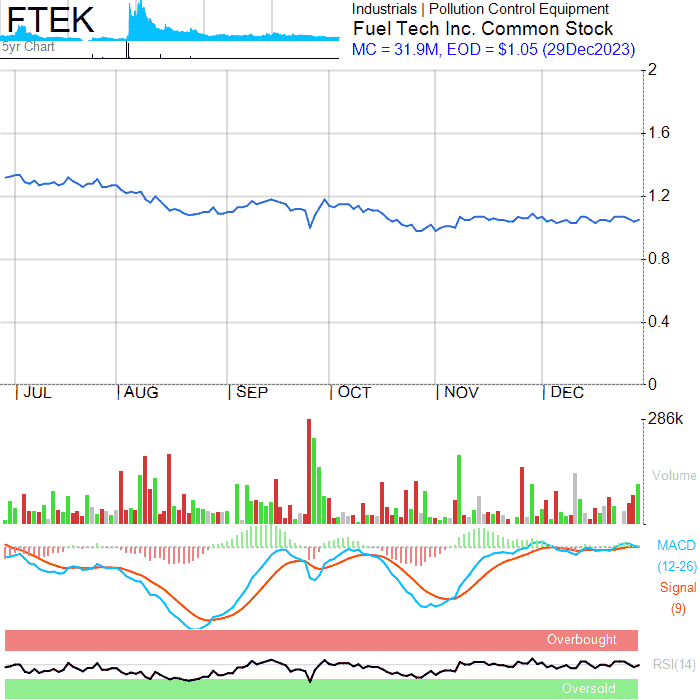 FTEK
5yr Chart
Industrials | Pollution Control Equipment
Fuel Tech Inc. Common Stock
MC = 31.9M, EOD = $1.05 (29Dec2023)
2
1.6
1.2
0.8
0.4
0
JUL AUG SEP OCT NOV DEC
286k
Volume
MACD
(12-26)
Signal
(9)
Overbought
RSI(14)
Oversold